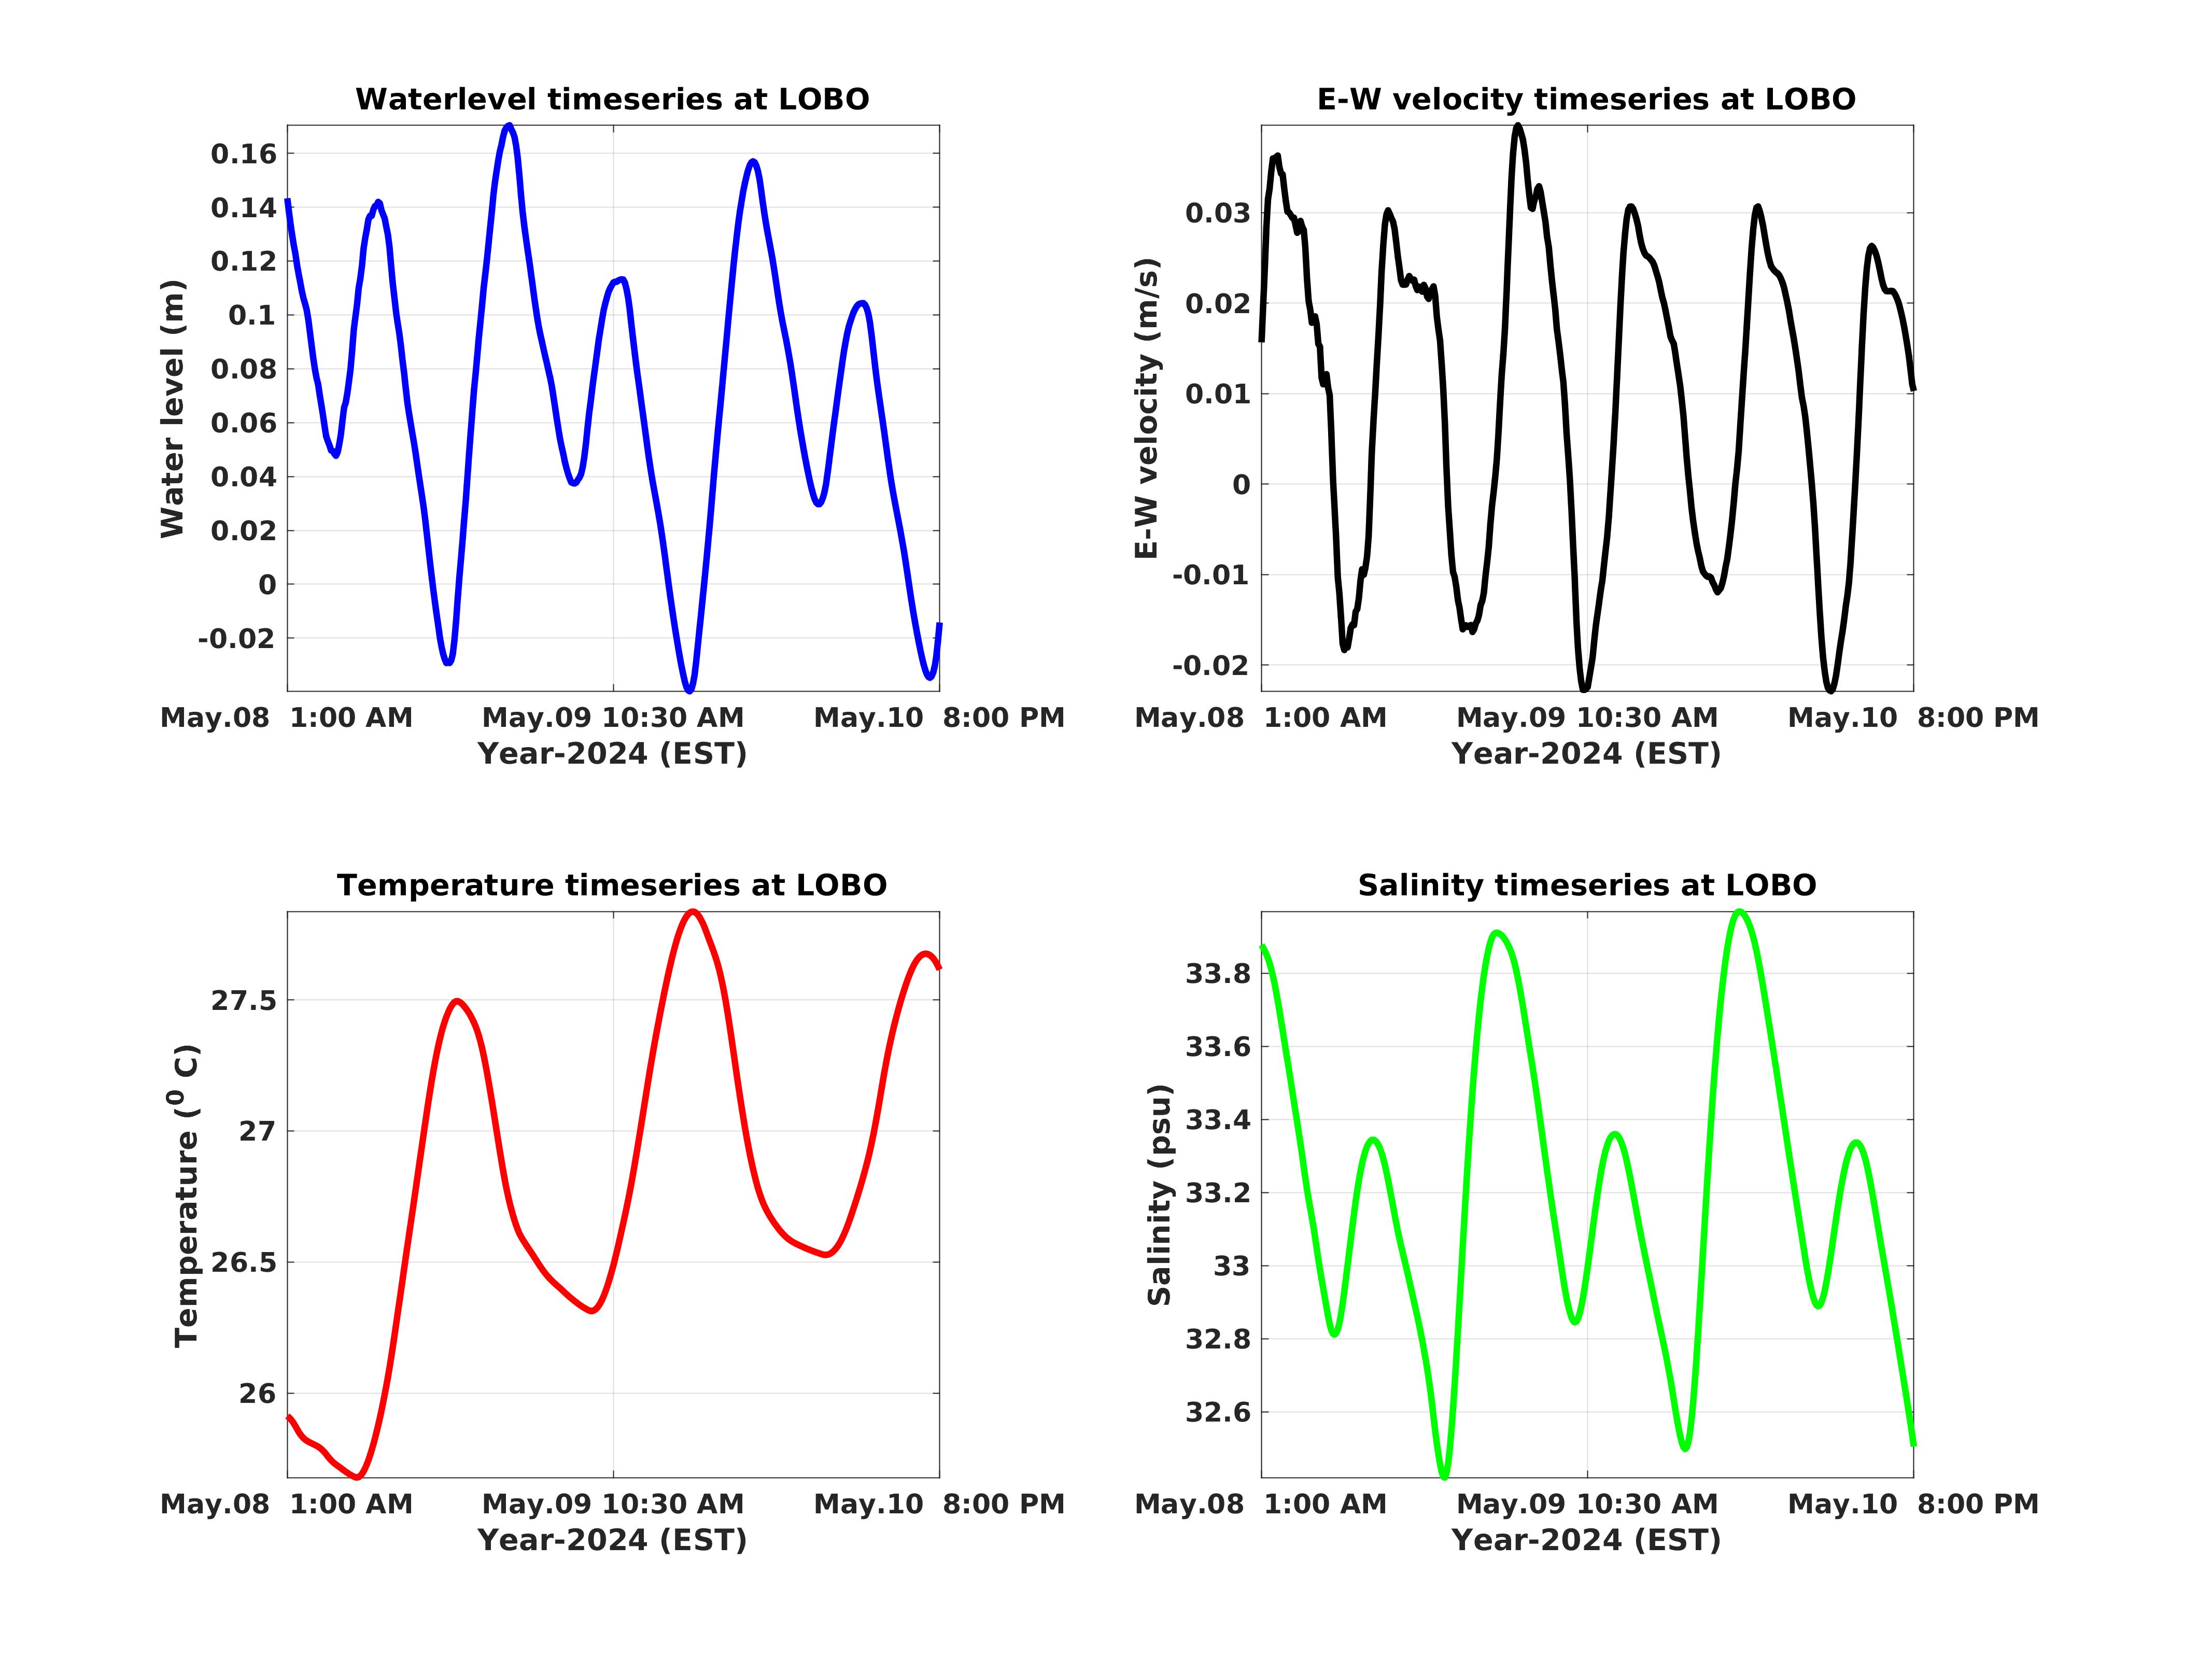 Waterlevel timeseries at LOBO
0.16
0.14
0.12
0.1
0.08
0.06
0.04
0.02
0
-0.02
Water level (m)
May.08 1:00 AM May.09 10:30 AM May.10 8:00 PM
Year-2024 (EST)
E-W velocity timeseries at LOBO
0.03
0.02
0.01
0
-0.01
-0.02
E-W velocity (m/s)
May.08 1:00 AM May.09 10:30 AM May.10 8:00 PM
Year-2024 (EST)
Temperature timeseries at LOBO
27.5
27
26.5
26
Temperature (⁰ C)
May.08 1:00 AM May.09 10:30 AM May.10 8:00 PM
Year-2024 (EST)
Salinity timeseries at LOBO
33.8
33.6
33.4
33.2
33
32.8
32.6
Salinity (psu)
May.08 1:00 AM May.09 10:30 AM May.10 8:00 PM
Year-2024 (EST)